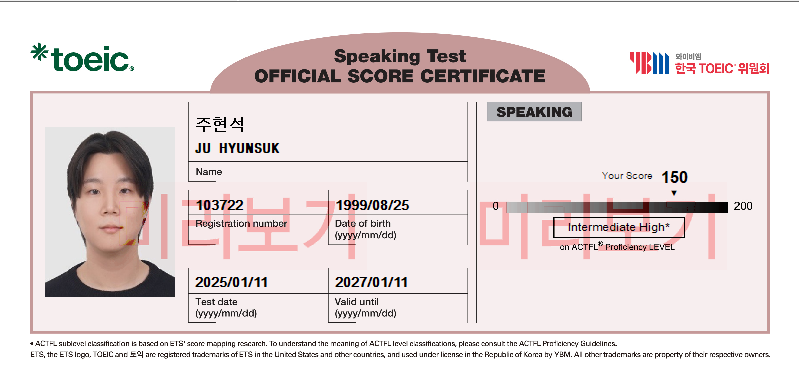 toeic®
Speaking Test
OFFICIAL SCORE CERTIFICATE
YBM 와이비엠
한국 TOEIC 위원회
주현석
JU HYUNSUK
Name
103722
Registration number
1999/08/25
Date of birth
(yyyy/mm/dd)
2025/01/11
Test date
(yyyy/mm/dd)
2027/01/11
Valid until
(yyyy/mm/dd)
미리보기
SPEAKING
Your Score 150
0 200
Intermediate High*
on ACTFL® Proficiency LEVEL
미리보기
* ACTFL sublevel classification is based on ETS' score mapping research. To understand the meaning of ACTFL level classifications, please consult the ACTFL Proficiency Guidelines.
ETS, the ETS logo, TOEIC and 토익 are registered trademarks of ETS in the United States and other countries, and used under license in the Republic of Korea by YBM. All other trademarks are property of their respective owners.